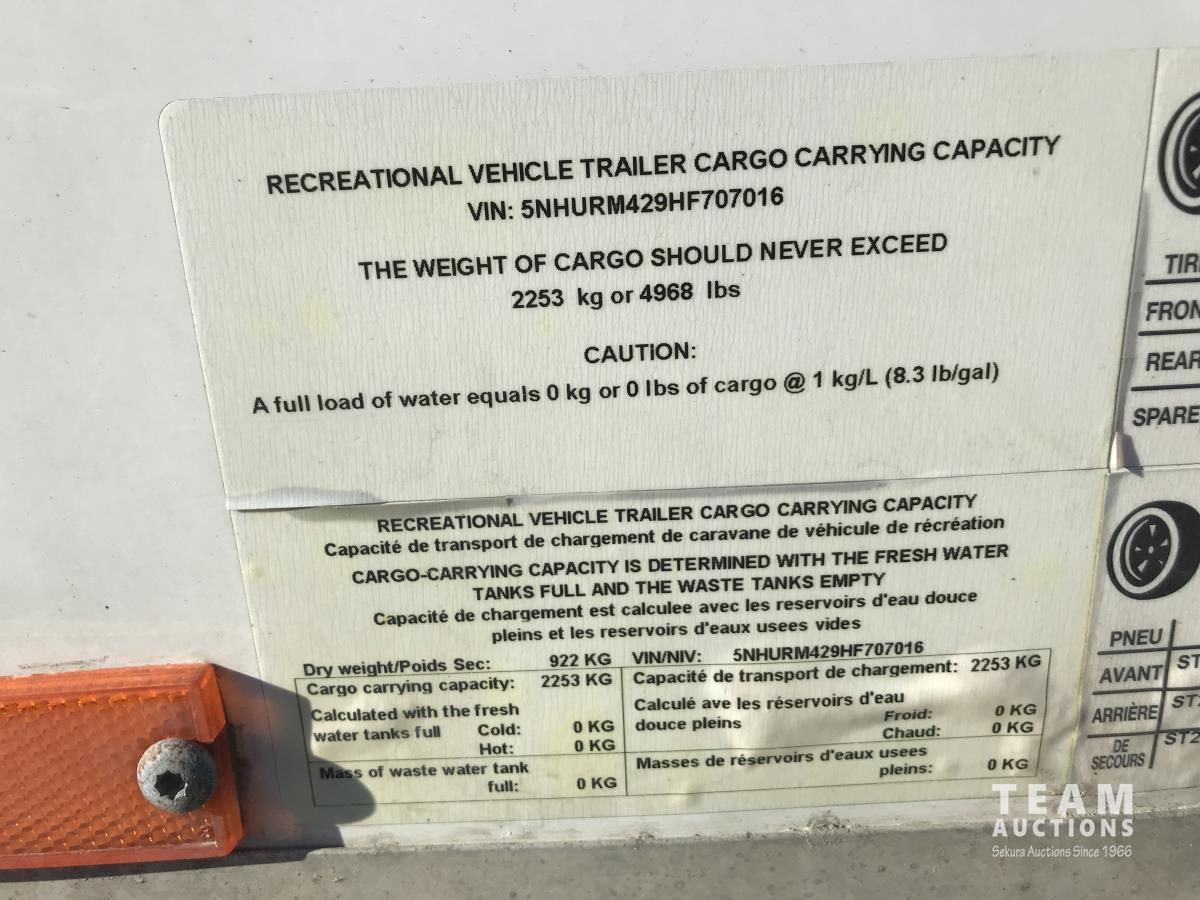 RECREATIONAL VEHICLE TRAILER CARGO CARRYING CAPACITY
VIN: 5NHURM429HF707016
THE WEIGHT OF CARGO SHOULD NEVER EXCEED
2253 kg or 4968 lbs
CAUTION:
A full load of water equals 0 kg or 0 lbs of cargo @ 1 kg/L (8.3 lb/gal)
RECREATIONAL VEHICLE TRAILER CARGO CARRYING CAPACITY
Capacité de transport de chargement de caravane de véhicule de récréation
CARGO-CARRYING CAPACITY IS DETERMINED WITH THE FRESH WATER
TANKS FULL AND THE WASTE TANKS EMPTY
Capacité de chargement est calculee avec les reservoirs d'eau douce
pleins et les reservoirs d'eaux usees vides
Dry weight/Poids Sec: 922 KG VIN/NIV: 5NHURM429HF707016
Cargo carrying capacity: 2253 KG
Calculated with the fresh
water tanks full Cold: 0 KG
Hot: 0 KG
Mass of waste water tank
full: 0 KG
Capacité de transport de chargement: 2253 KG
Calculé ave les réservoirs d'eau
douce pleins Froid: 0 KG
Chaud: 0 KG
Masses de réservoirs d'eaux usees
pleins: 0 KG
TIR
FRON
REAR
SPARE
PNEU
AVANT ST
ARRIÈRE ST2
DE
SECOURS ST2
TEAM
AUCTIONS
Sekura Auctions Since 1966